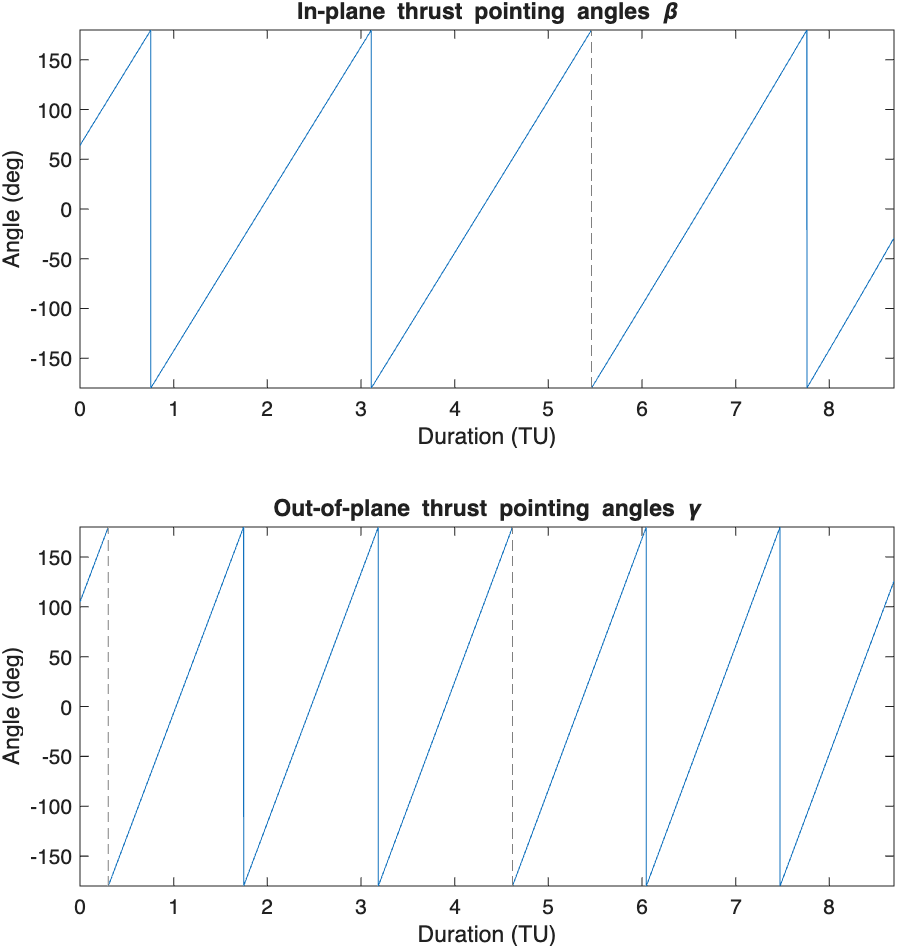 In-plane thrust pointing angles β
150
100
50
0
-50
-100
-150
Angle (deg)
0 1 2 3 4 5 6 7 8
Duration (TU)
Out-of-plane thrust pointing angles γ
150
100
50
0
-50
-100
-150
Angle (deg)
0 1 2 3 4 5 6 7 8
Duration (TU)